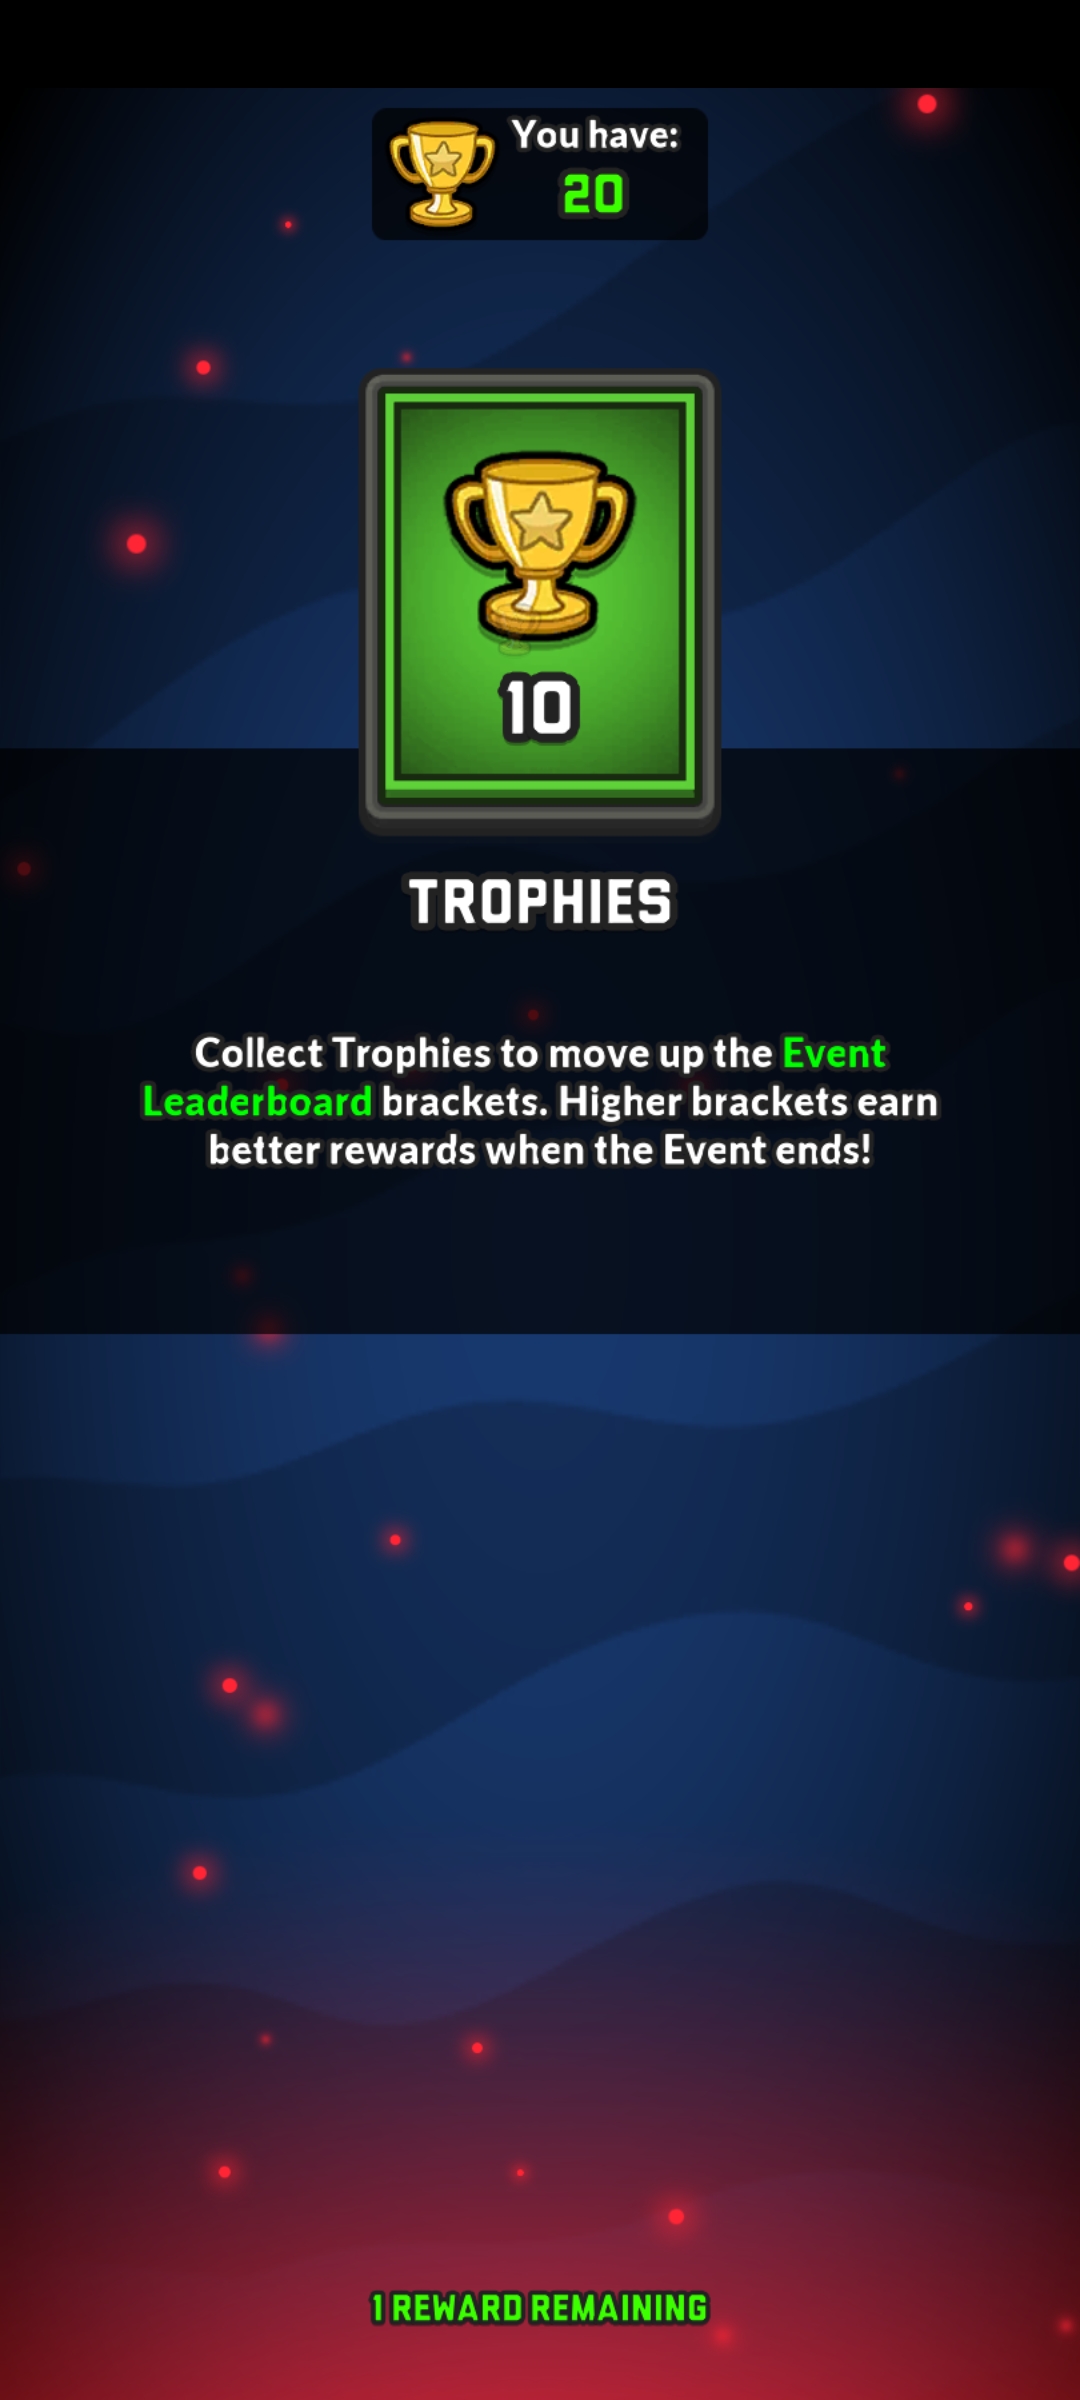 You have:
20
10
TROPHIES
Collect Trophies to move up the Event
Leaderboard brackets. Higher brackets earn
better rewards when the Event ends!
1 REWARD REMAINING